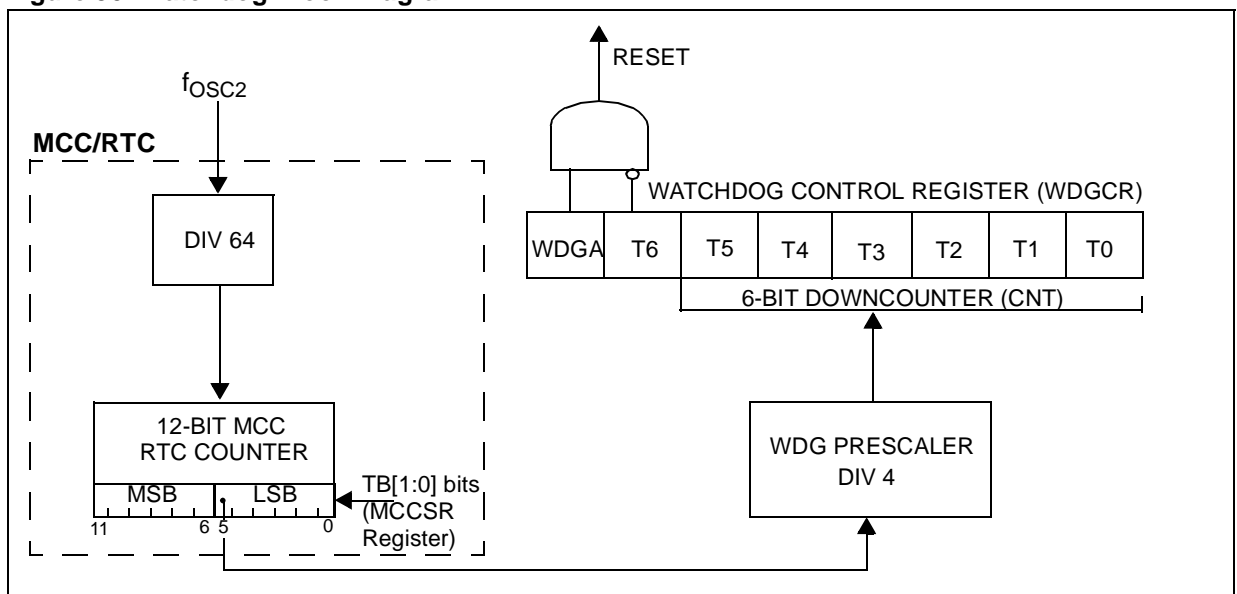 fOSC2
MCC/RTC
DIV 64
12-BIT MCC
RTC COUNTER
MSB LSB
11 6 5 0
TB[1:0] bits
(MCCSR
Register)
RESET
WATCHDOG CONTROL REGISTER (WDGCR)
WDGA T6 T5 T4 T3 T2 T1 T0
6-BIT DOWNCOUNTER (CNT)
WDG PRESCALER
DIV 4